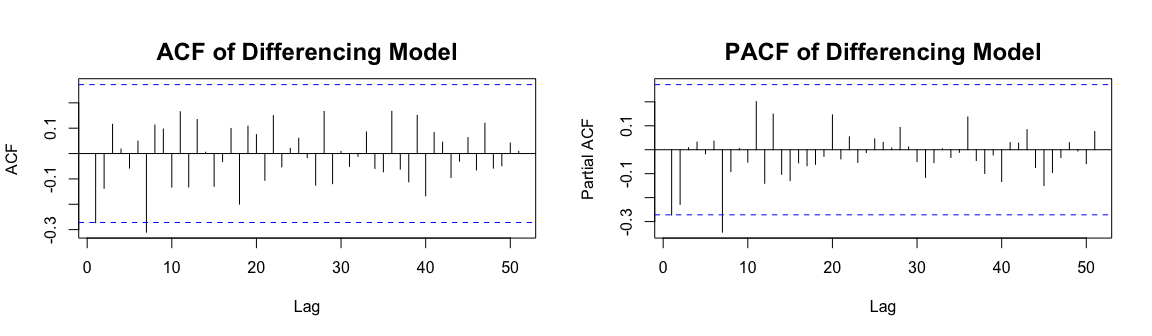 ACF of Differencing Model
ACF
0.1
-0.1
-0.3
0 10 20 30 40 50
Lag
PACF of Differencing Model
Partial ACF
0.1
-0.1
-0.3
0 10 20 30 40 50
Lag